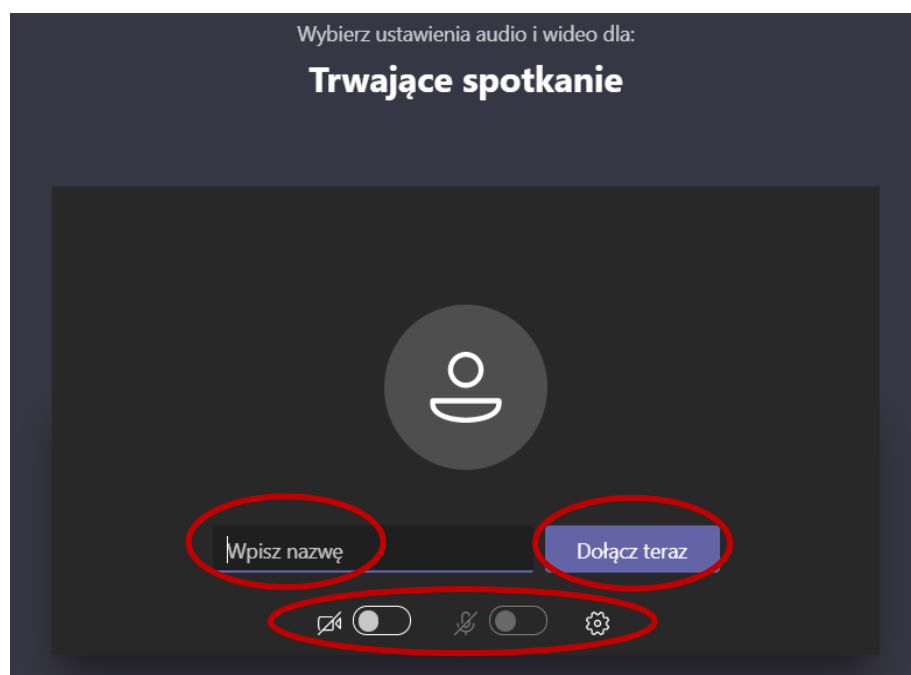 Wybierz ustawienia audio i wideo dla:
Trwające spotkanie
Wpisz nazwę
Dołącz teraz